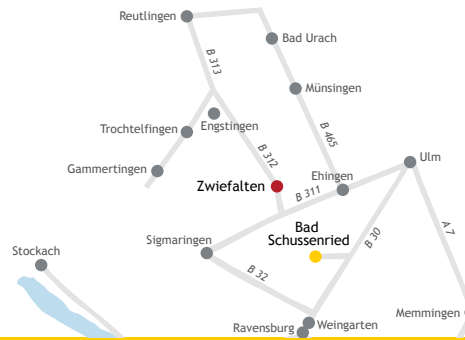 Reutlingen
Bad Urach
B 313
Münsingen
Trochtelfingen
Engstingen
B 465
B 312
Gammertingen
Ulm
Zwiefalten
Ehingen
B 311
Bad
Schussenried
Sigmaringen
B 30
A 7
Stockach
B 32
Memmingen
Ravensburg
Weingarten